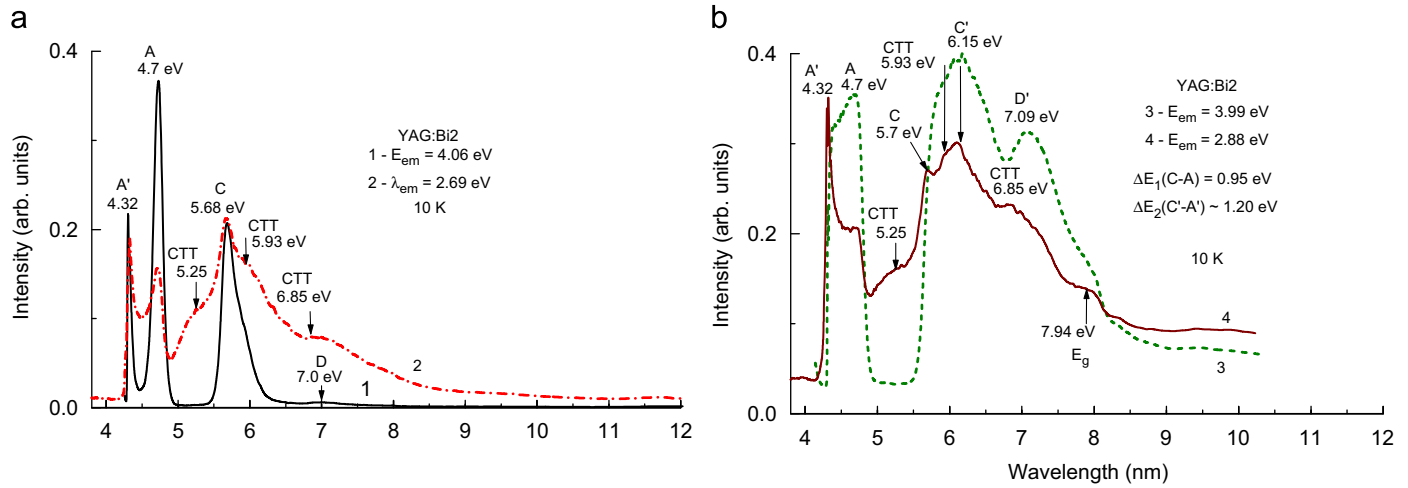 a
Intensity (arb. units)
0.4
0.2
0.0
A
4.7 eV
A'
4.32
C
5.68 eV
CTT
5.25
CTT
5.93 eV
CTT
6.85 eV
D
7.0 eV
1
2
YAG:Bi2
1 - Eem = 4.06 eV
2 - λem = 2.69 eV
10 K
4 5 6 7 8 9 10 11 12
b
Intensity (arb. units)
0.4
0.2
0.0
A'
4.32
A
4.7 eV
C
5.7 eV
CTT
5.93 eV
C'
6.15 eV
D'
7.09 eV
CTT
5.25
CTT
6.85 eV
7.94 eV
Eg
4
3
YAG:Bi2
3 - Eem = 3.99 eV
4 - Eem = 2.88 eV
ΔE1(C-A) = 0.95 eV
ΔE2(C'-A') ~ 1.20 eV
10 K
4 5 6 7 8 9 10 11 12
Wavelength (nm)